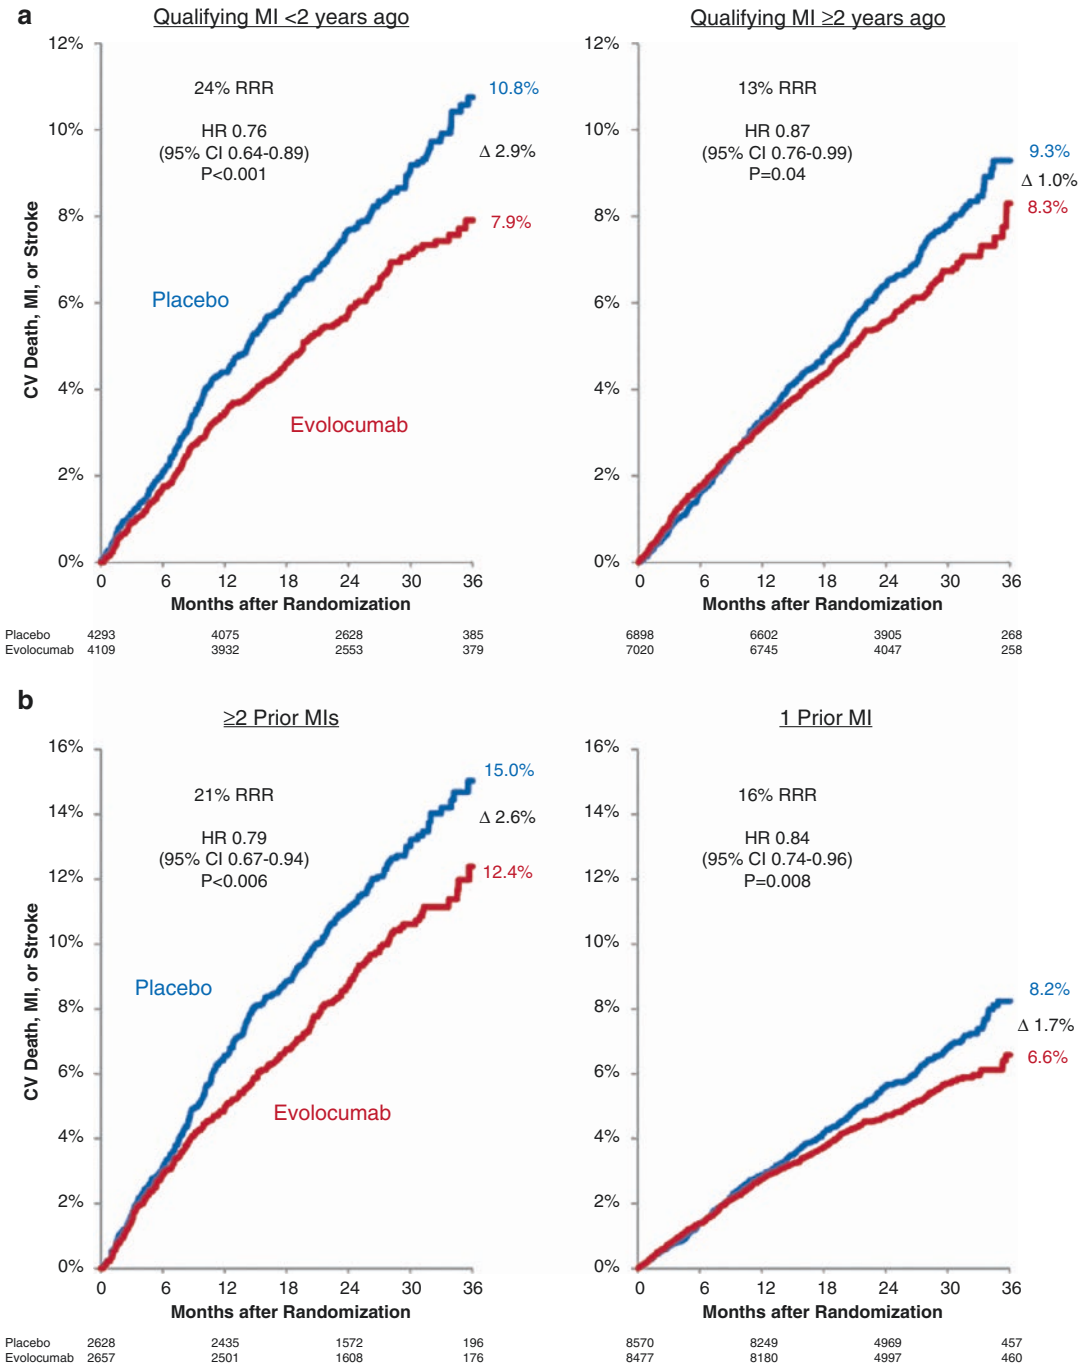 a
Qualifying MI <2 years ago
Qualifying MI ≥2 years ago
CV Death, MI, or Stroke
12%
10%
8%
6%
4%
2%
0%
24% RRR
HR 0.76
(95% CI 0.64-0.89)
P<0.001
10.8%
Δ 2.9%
7.9%
Placebo
Evolocumab
0 6 12 18 24 30 36
Months after Randomization
Placebo 4293 4075 2628 385
Evolocumab 4109 3932 2553 379
12%
10%
8%
6%
4%
2%
0%
13% RRR
HR 0.87
(95% CI 0.76-0.99)
P=0.04
9.3%
Δ 1.0%
8.3%
0 6 12 18 24 30 36
Months after Randomization
6898 6602 3905 268
7020 6745 4047 258
b
≥2 Prior MIs
1 Prior MI
CV Death, MI, or Stroke
16%
14%
12%
10%
8%
6%
4%
2%
0%
21% RRR
HR 0.79
(95% CI 0.67-0.94)
P<0.006
15.0%
Δ 2.6%
12.4%
Placebo
Evolocumab
0 6 12 18 24 30 36
Months after Randomization
Placebo 2628 2435 1572 196
Evolocumab 2657 2501 1608 176
16%
14%
12%
10%
8%
6%
4%
2%
0%
16% RRR
HR 0.84
(95% CI 0.74-0.96)
P=0.008
8.2%
Δ 1.7%
6.6%
0 6 12 18 24 30 36
Months after Randomization
8570 8249 4969 457
8477 8180 4997 460